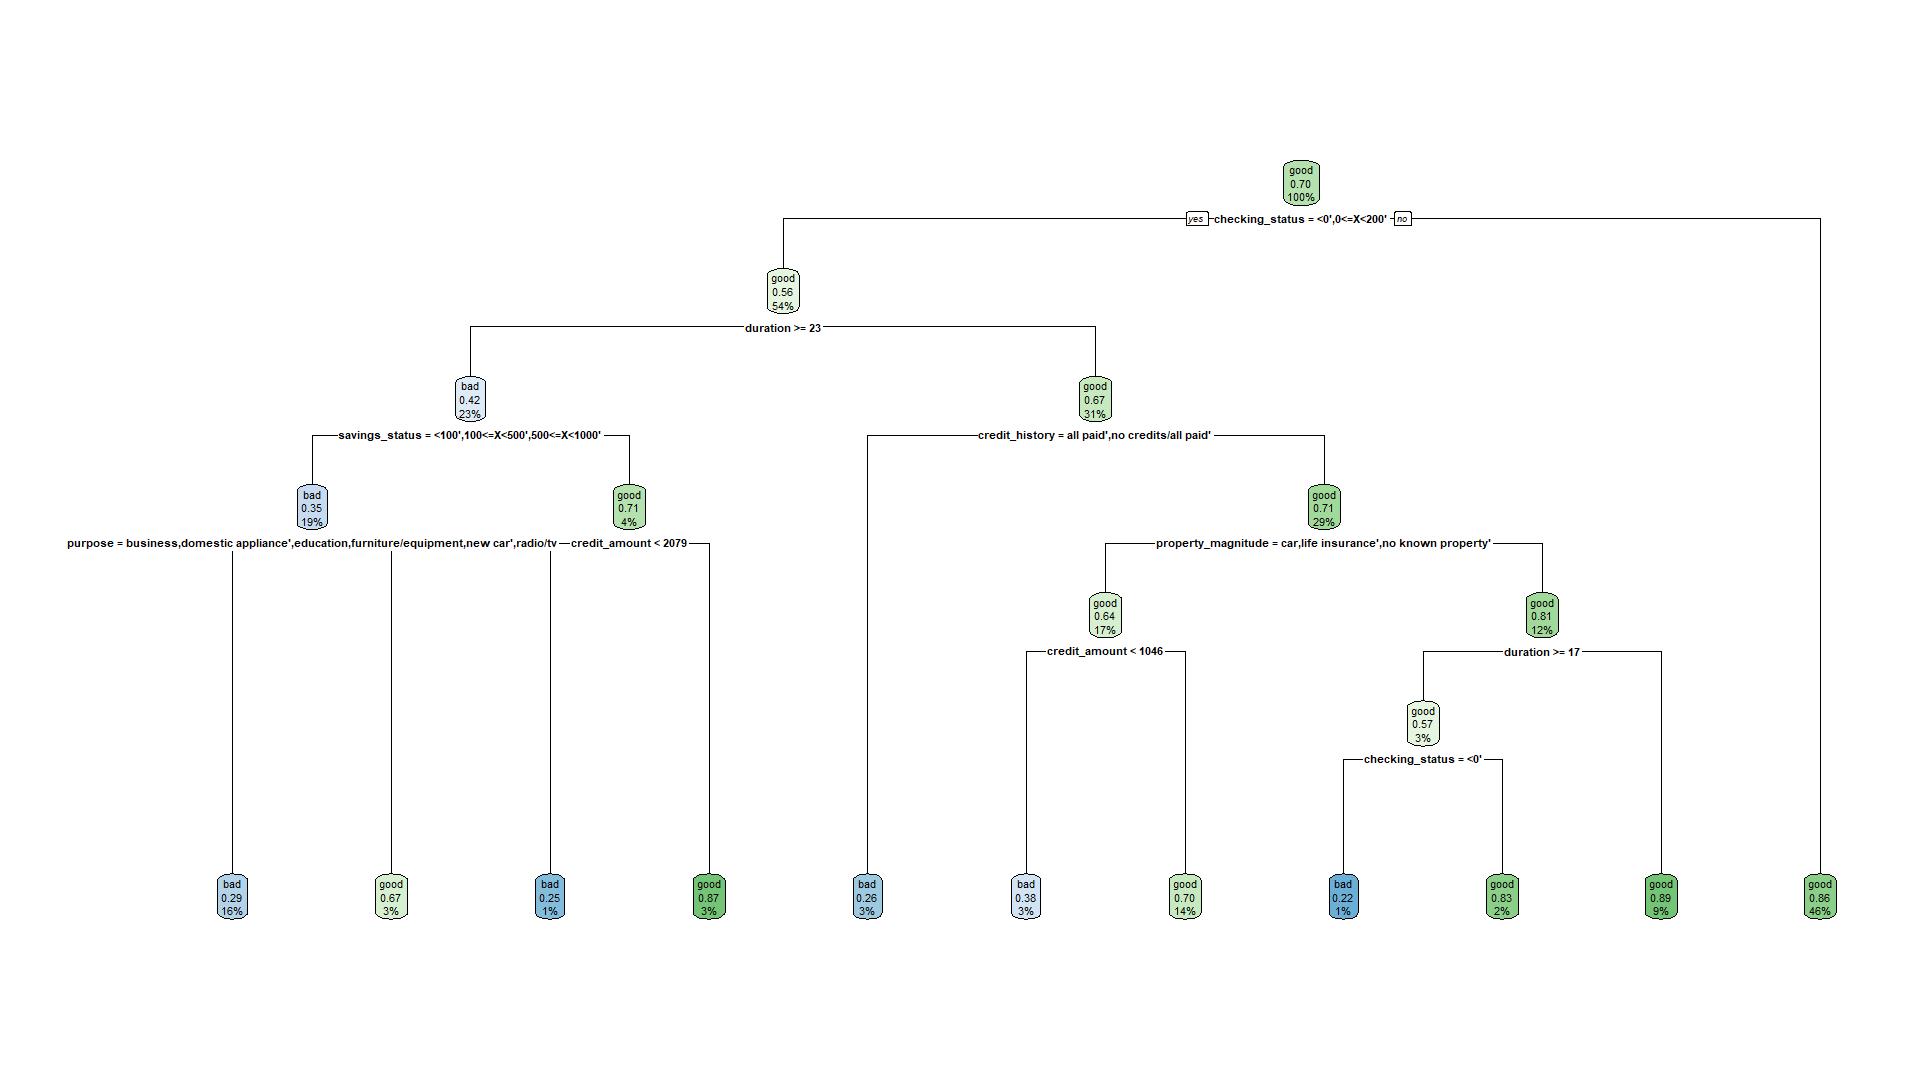 good
0.70
100%
yes checking_status = <0',0<=X<200' no
good
0.56
54%
duration >= 23
bad
0.42
23%
good
0.67
31%
savings_status = <100',100<=X<500',500<=X<1000'
credit_history = all paid',no credits/all paid'
bad
0.35
19%
good
0.71
4%
good
0.71
29%
purpose = business,domestic appliance',education,furniture/equipment,new car',radio/tv
credit_amount < 2079
property_magnitude = car,life insurance',no known property'
good
0.64
17%
good
0.81
12%
credit_amount < 1046
duration >= 17
good
0.57
3%
checking_status = <0'
bad
0.29
16%
good
0.67
3%
bad
0.25
1%
good
0.87
3%
bad
0.26
3%
bad
0.38
3%
good
0.70
14%
bad
0.22
1%
good
0.83
2%
good
0.89
9%
good
0.86
46%